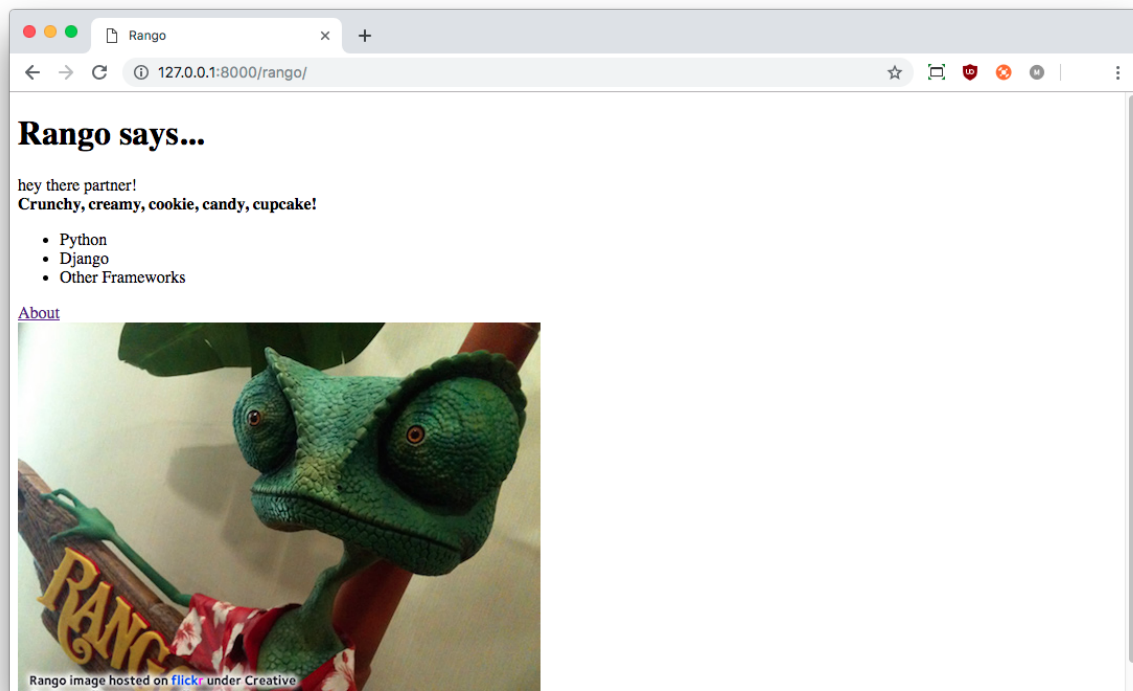 Rango
127.0.0.1:8000/rango/
Rango says...
hey there partner!
Crunchy, creamy, cookie, candy, cupcake!
Python
Django
Other Frameworks
About
RANGO
Rango image hosted on flickr under Creative